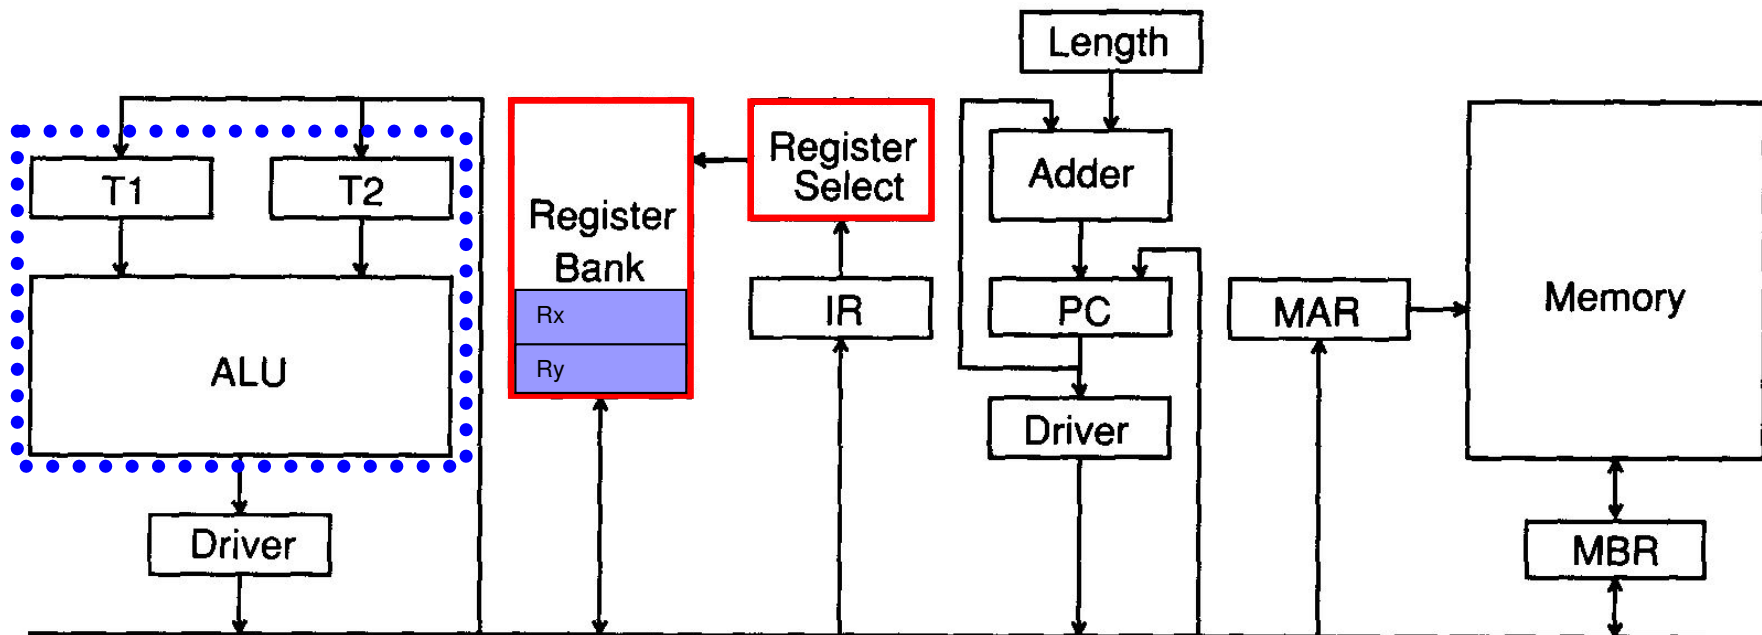 Length
T1
T2
Register
Bank
Rx
Ry
Register
Select
Adder
ALU
IR
PC
MAR
Memory
Driver
Driver
MBR